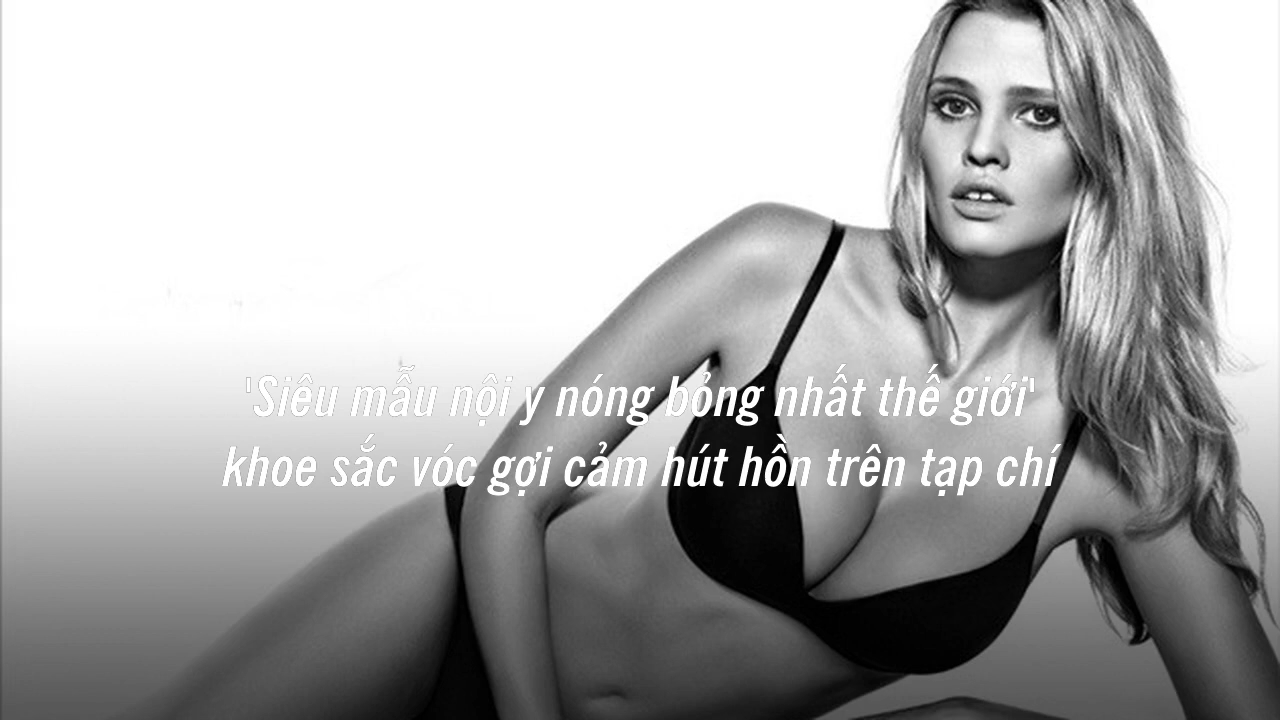 'Siêu mẫu nội y nóng bỏng nhất thế giới'
khoe sắc vóc gợi cảm hút hồn trên tạp chí